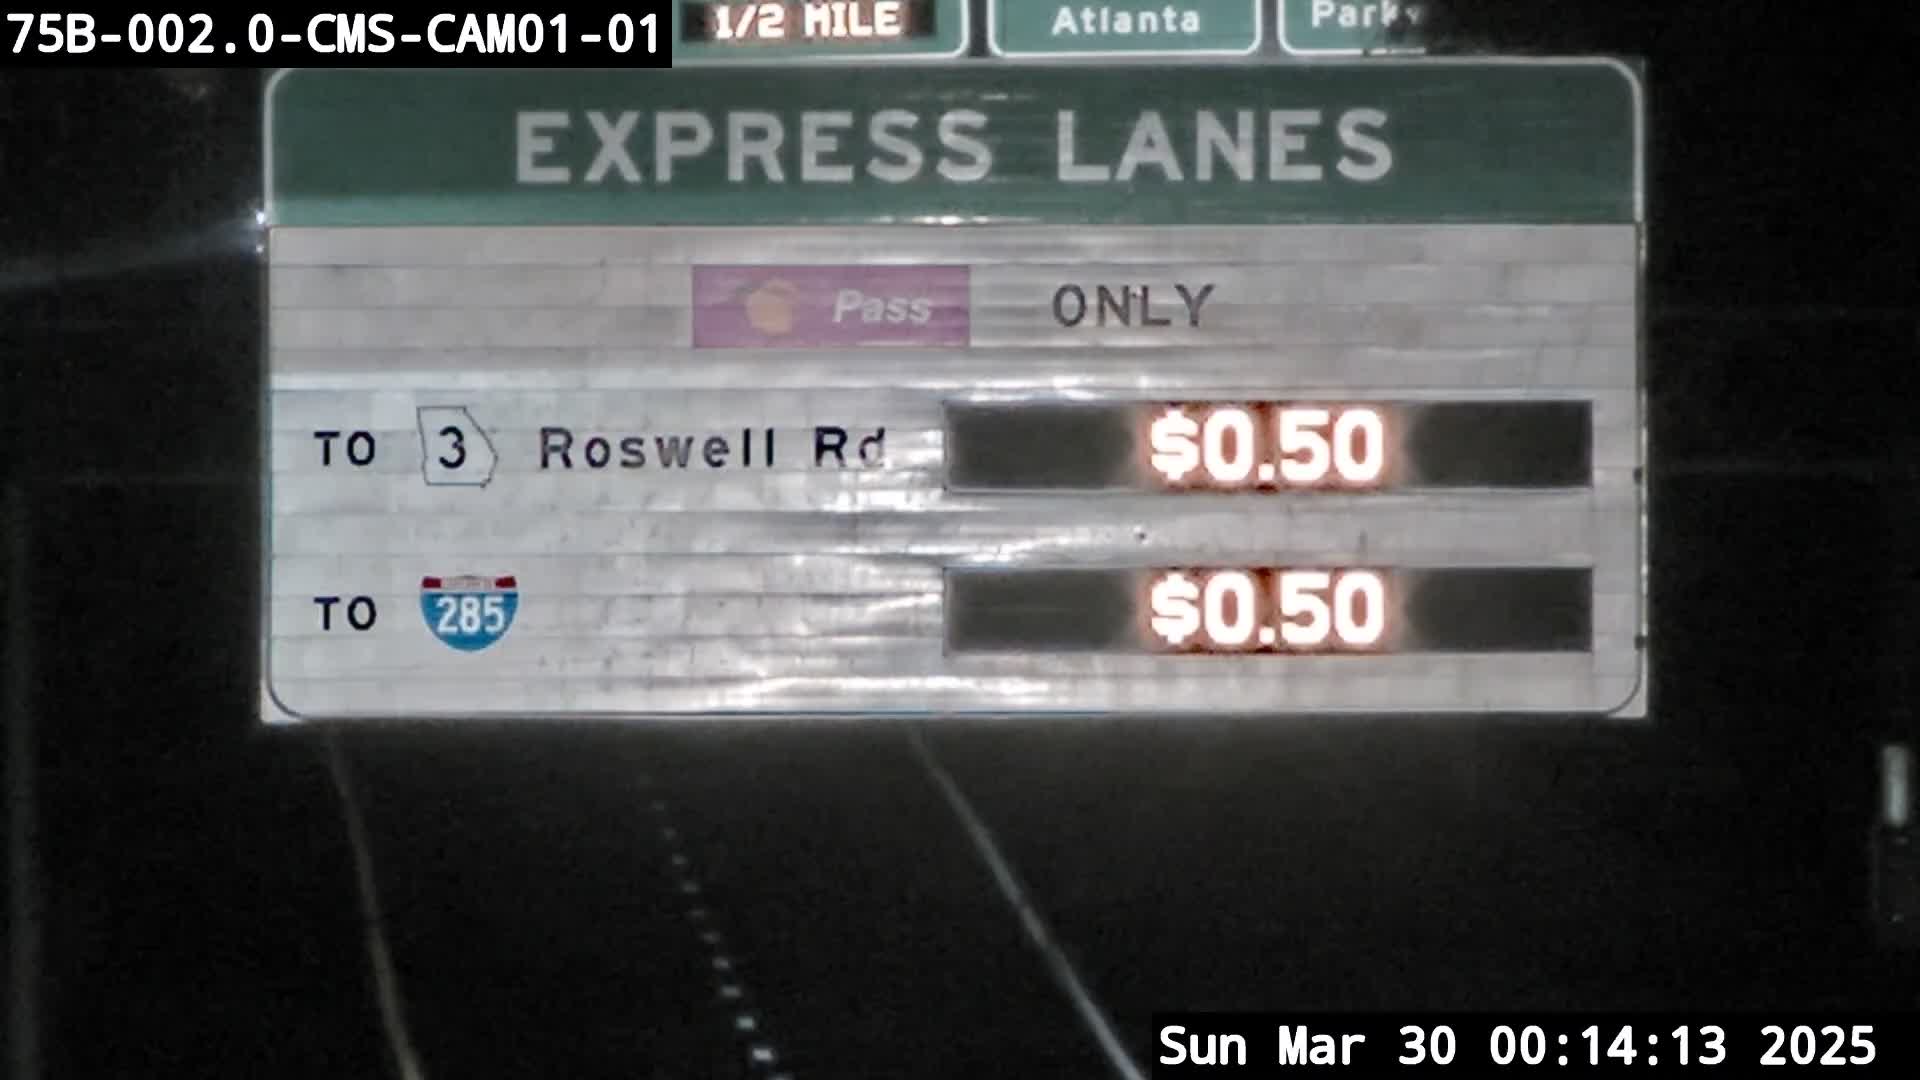 75B-002.0-CMS-CAM01-01
1/2 MILE
Atlanta
EXPRESS LANES
Pass ONLY
TO 3 Roswell Rd $0.50
TO 285 $0.50
Sun Mar 30 00:14:13 2025